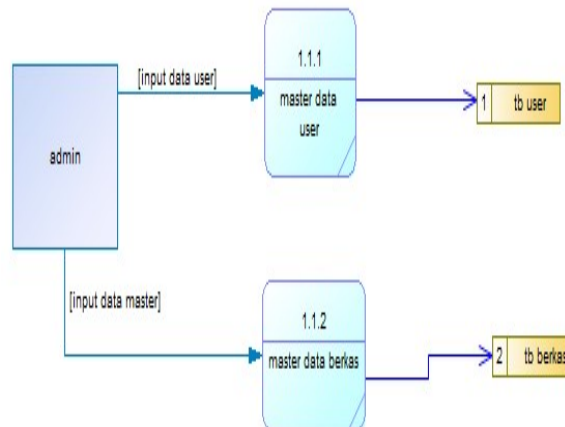 1.1.1
[input data user]
master data
user
1
tb user
admin
[input data master]
1.1.2
master data berkas
2
tb berkas